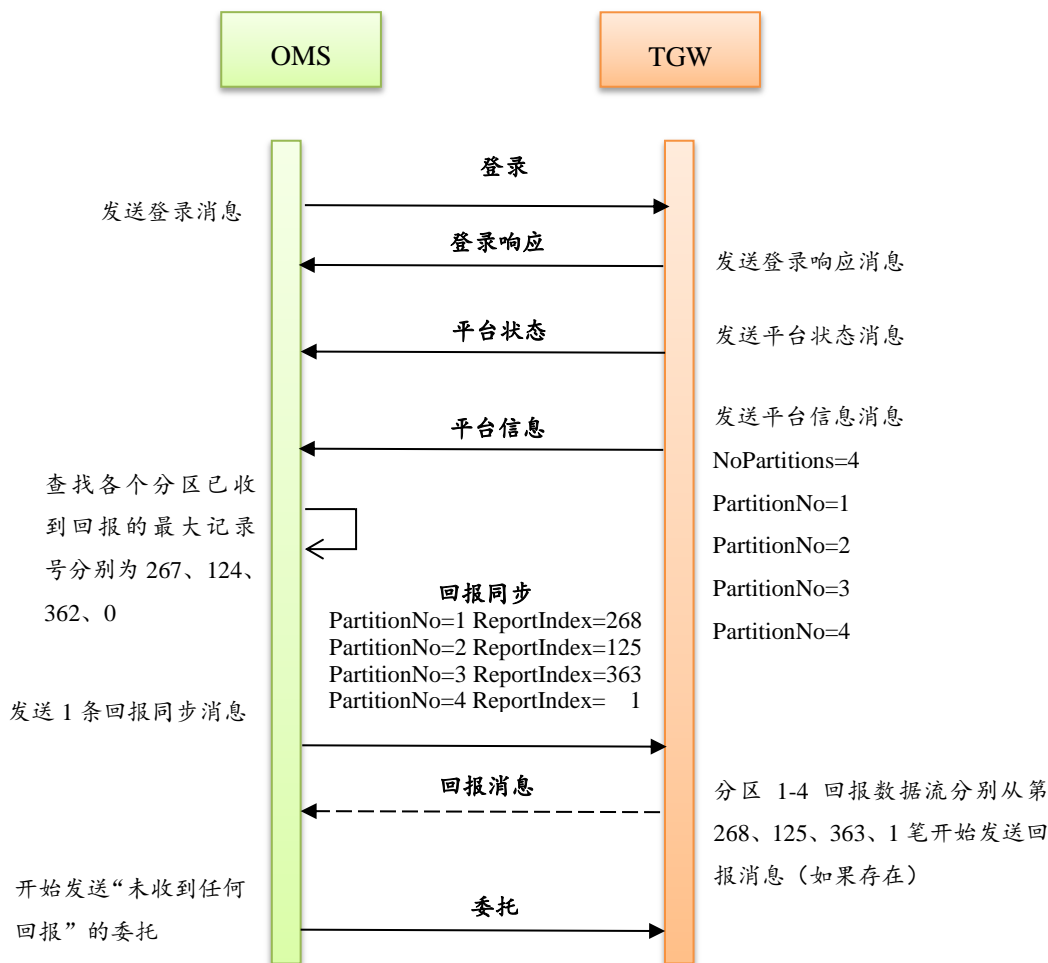 OMS
TGW
登录
发送登录消息
登录响应
发送登录响应消息
平台状态
发送平台状态消息
平台信息
发送平台信息消息
NoPartitions=4
PartitionNo=1
PartitionNo=2
PartitionNo=3
PartitionNo=4
查找各个分区已收
到回报的最大记录
号分别为 267、124、
362、0
回报同步
PartitionNo=1 ReportIndex=268
PartitionNo=2 ReportIndex=125
PartitionNo=3 ReportIndex=363
PartitionNo=4 ReportIndex= 1
发送 1 条回报同步消息
回报消息
分区 1-4 回报数据流分别从第
268、125、363、1 笔开始发送回
报消息（如果存在）
开始发送“未收到任何
回报”的委托
委托